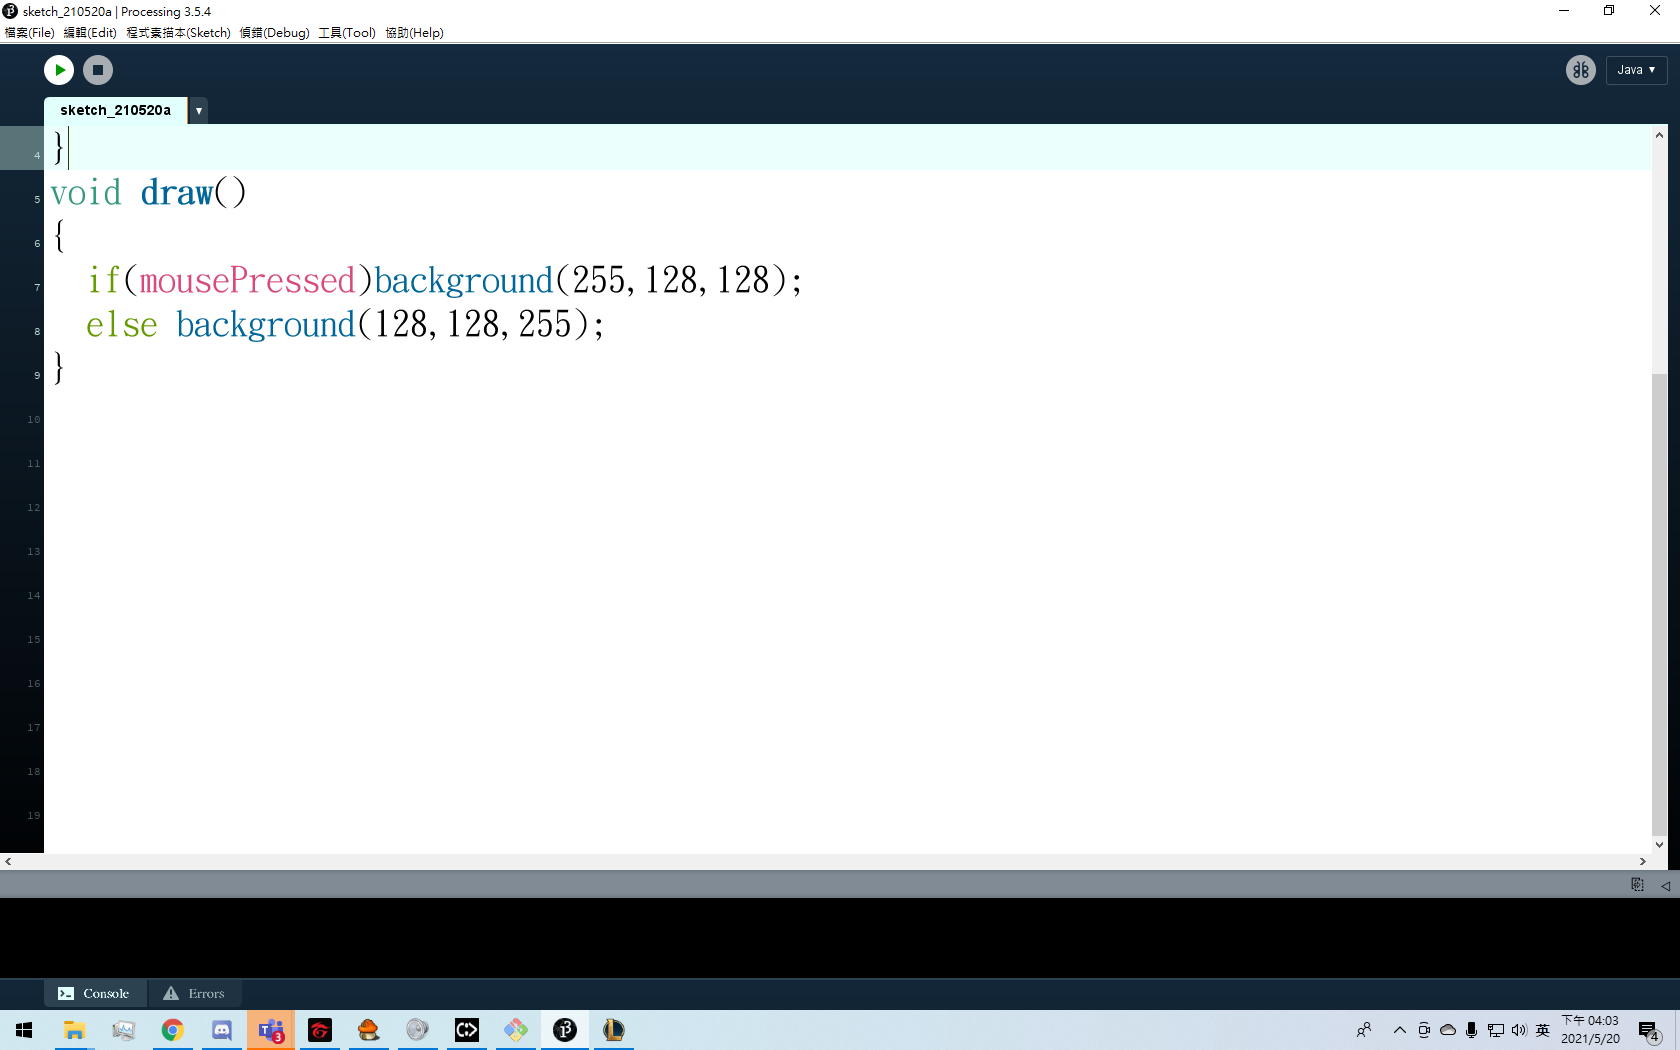 sketch_210520a | Processing 3.5.4
檔案(File) 編輯(Edit) 程式素描本(Sketch) 偵錯(Debug) 工具(Tool) 協助(Help)
Java ▾
sketch_210520a ▾
4 }
5 void draw()
6 {
7 if(mousePressed)background(255,128,128);
8 else background(128,128,255);
9 }
10
11
12
13
14
15
16
17
18
19
Console Errors
3
英
下午 04:03
2021/5/20
4